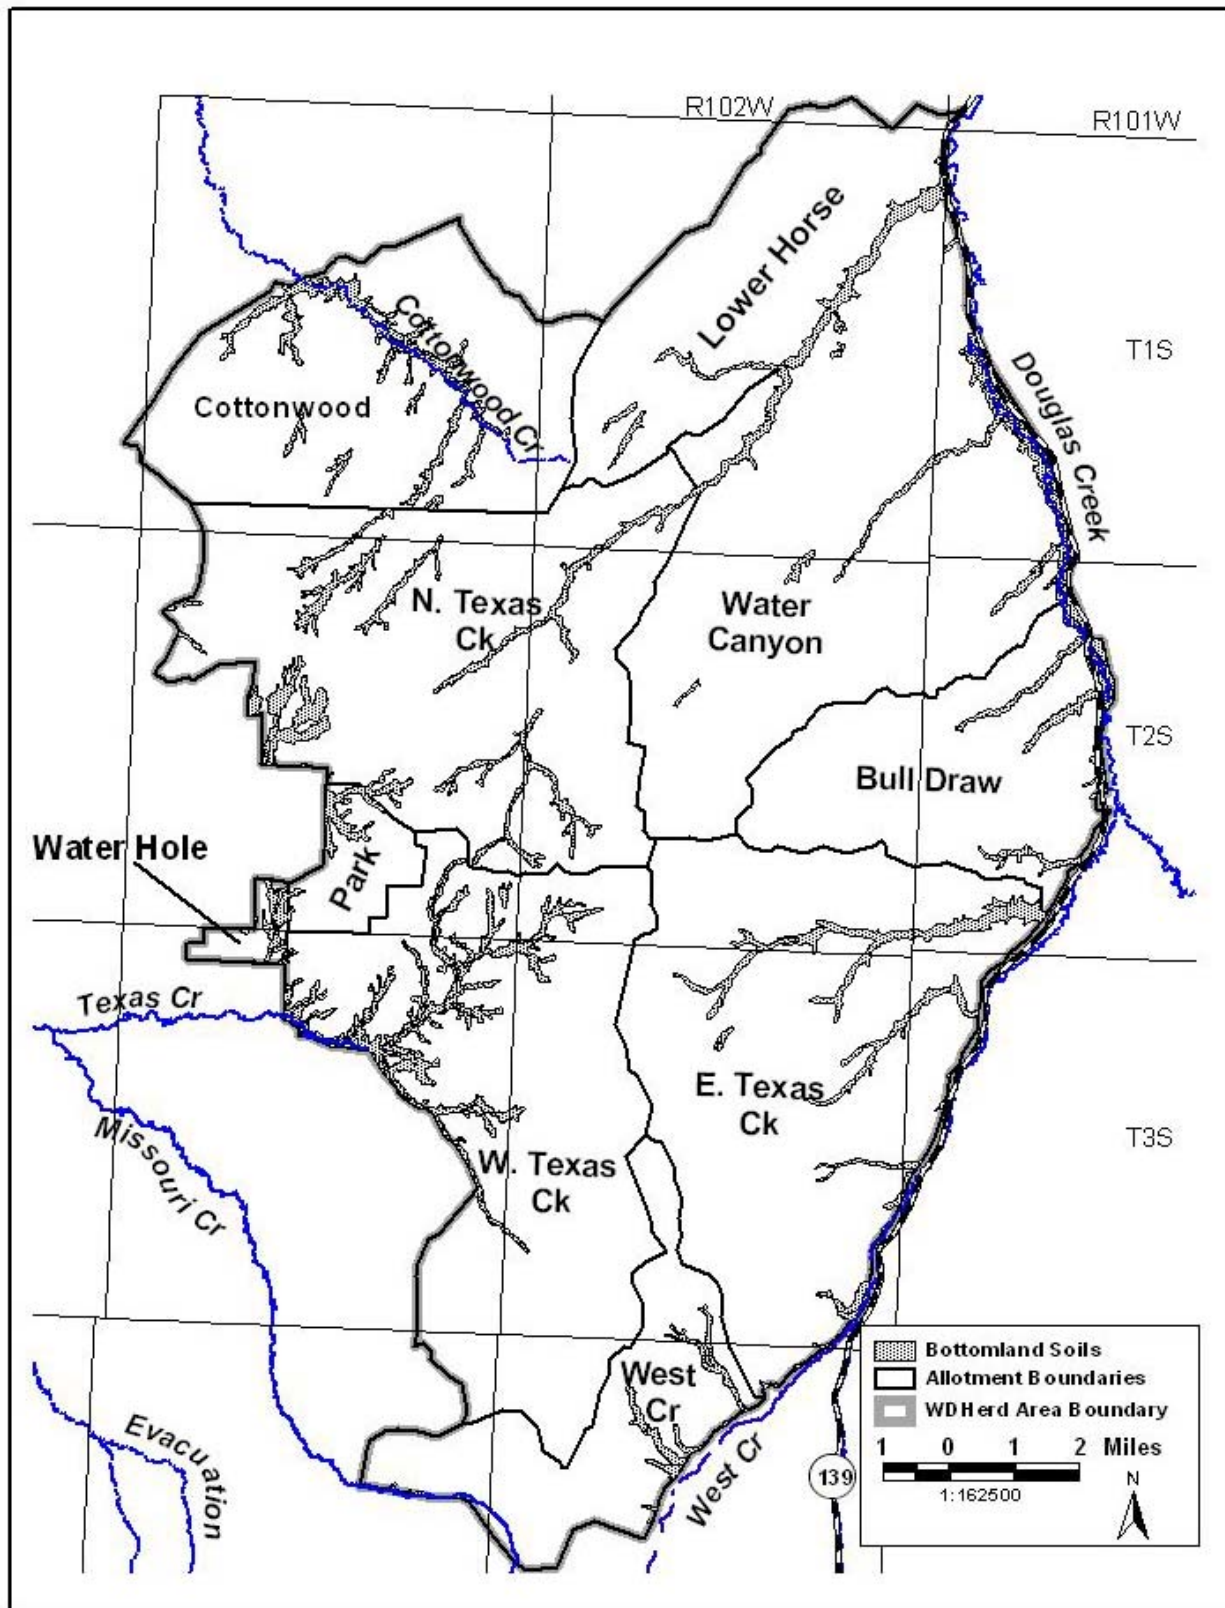 R102W
R101W
Lower Horse
Cottonwood Cr
T1S
Cottonwood
Douglas Creek
N. Texas
Ck
Water
Canyon
T2S
Bull Draw
Water Hole
Park
Texas Cr
E. Texas
Ck
Missouri Cr
T3S
W. Texas
Ck
West
Cr
Evacuation
West Cr
139
Bottomland Soils
Allotment Boundaries
WDHerd Area Boundary
1 0 1 2 Miles
1:162500
N